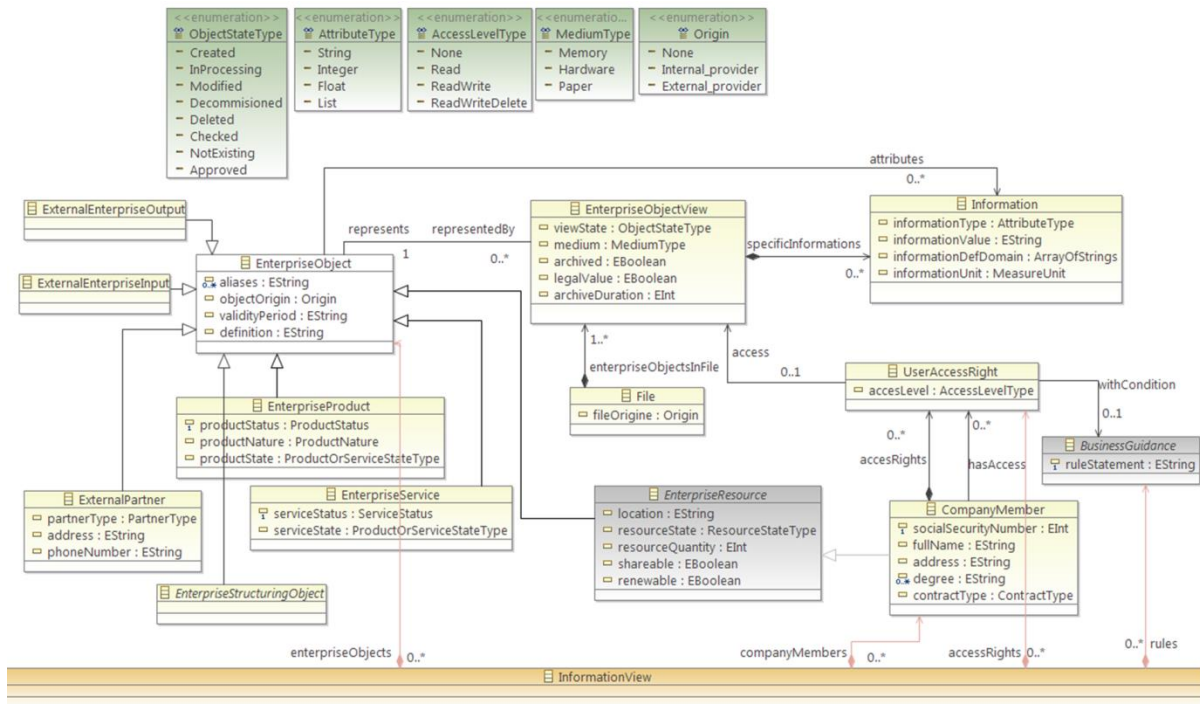 <<enumeration>>
ObjectStateType
Created
InProcessing
Modified
Decommisioned
Deleted
Checked
NotExisting
Approved
<<enumeration>>
AttributeType
String
Integer
Float
List
<<enumeration>>
AccessLevelType
None
Read
ReadWrite
ReadWriteDelete
<<enumeratio...
MediumType
Memory
Hardware
Paper
<<enumeration>>
Origin
None
Internal_provider
External_provider
attributes
0..*
ExternalEnterpriseOutput
ExternalEnterpriseInput
EnterpriseObject
aliases : EString
objectOrigin : Origin
validityPeriod : EString
definition : EString
represents
1
representedBy
0..*
EnterpriseObjectView
viewState : ObjectStateType
medium : MediumType
archived : EBoolean
legalValue : EBoolean
archiveDuration : EInt
specificInformations
0..*
Information
informationType : AttributeType
informationValue : EString
informationDefDomain : ArrayOfStrings
informationUnit : MeasureUnit
1..*
enterpriseObjectsInFile
File
fileOrigine : Origin
access
0..1
UserAccessRight
accesLevel : AccessLevelType
withCondition
0..1
BusinessGuidance
ruleStatement : EString
EnterpriseProduct
productStatus : ProductStatus
productNature : ProductNature
productState : ProductOrServiceStateType
ExternalPartner
partnerType : PartnerType
address : EString
phoneNumber : EString
EnterpriseService
serviceStatus : ServiceStatus
serviceState : ProductOrServiceStateType
EnterpriseStructuringObject
EnterpriseResource
location : EString
resourceState : ResourceStateType
resourceQuantity : EInt
shareable : EBoolean
renewable : EBoolean
0..*
accesRights
0..*
hasAccess
CompanyMember
socialSecurityNumber : EInt
fullName : EString
address : EString
degree : EString
contractType : ContractType
enterpriseObjects
0..*
companyMembers
0..*
accessRights
0..*
0..*
rules
InformationView